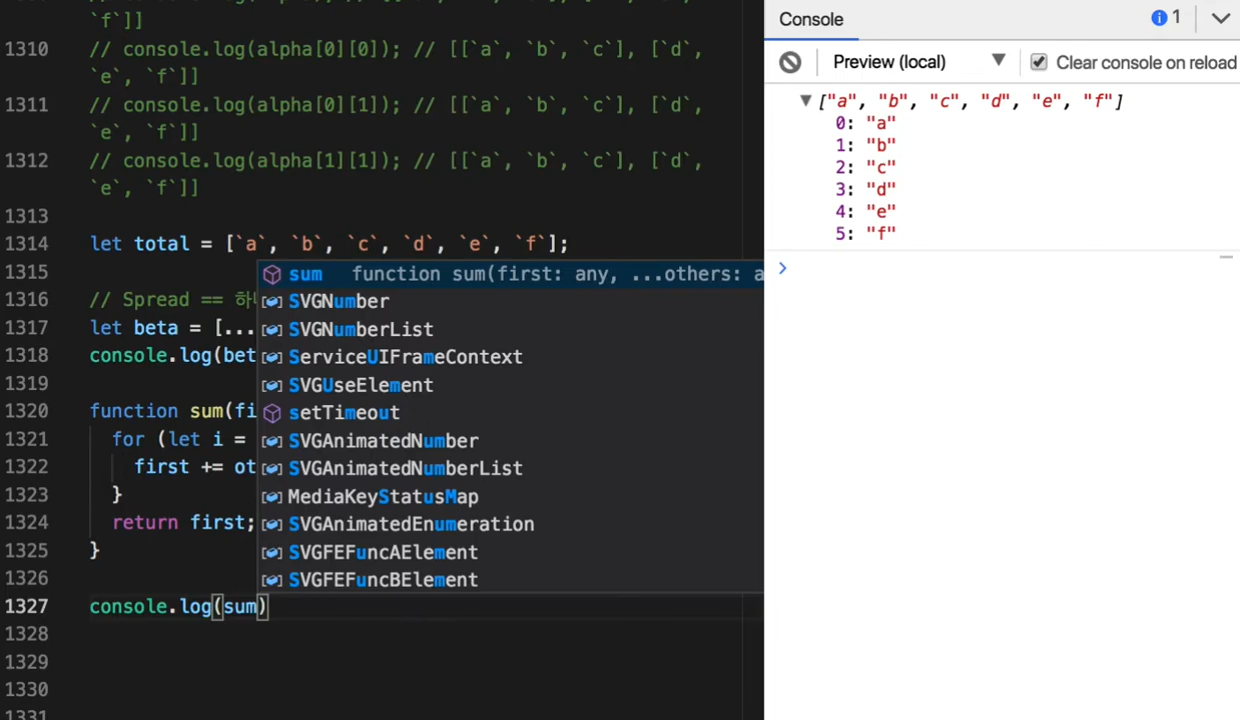 `f`]]
1310 // console.log(alpha[0][0]); // [[`a`, `b`, `c`], [`d`,
`e`, `f`]]
1311 // console.log(alpha[0][1]); // [[`a`, `b`, `c`], [`d`,
`e`, `f`]]
1312 // console.log(alpha[1][1]); // [[`a`, `b`, `c`], [`d`,
`e`, `f`]]
1313
1314 let total = [`a`, `b`, `c`, `d`, `e`, `f`];
1315
1316 // Spread == 하
1317 let beta = [...
1318 console.log(bet
1319
1320 function sum(fi
1321 for (let i =
1322 first += ot
1323 }
1324 return first;
1325 }
1326
1327 console.log(sum)
1328
1329
1330
1331
sum function sum(first: any, ...others: a
SVGNumber
SVGNumberList
ServiceUIFrameContext
SVGUseElement
setTimeout
SVGAnimatedNumber
SVGAnimatedNumberList
MediaKeyStatusMap
SVGAnimatedEnumeration
SVGFEFuncAElement
SVGFEFuncBElement
Console
1
Preview (local)
Clear console on reload
["a", "b", "c", "d", "e", "f"]
0: "a"
1: "b"
2: "c"
3: "d"
4: "e"
5: "f"